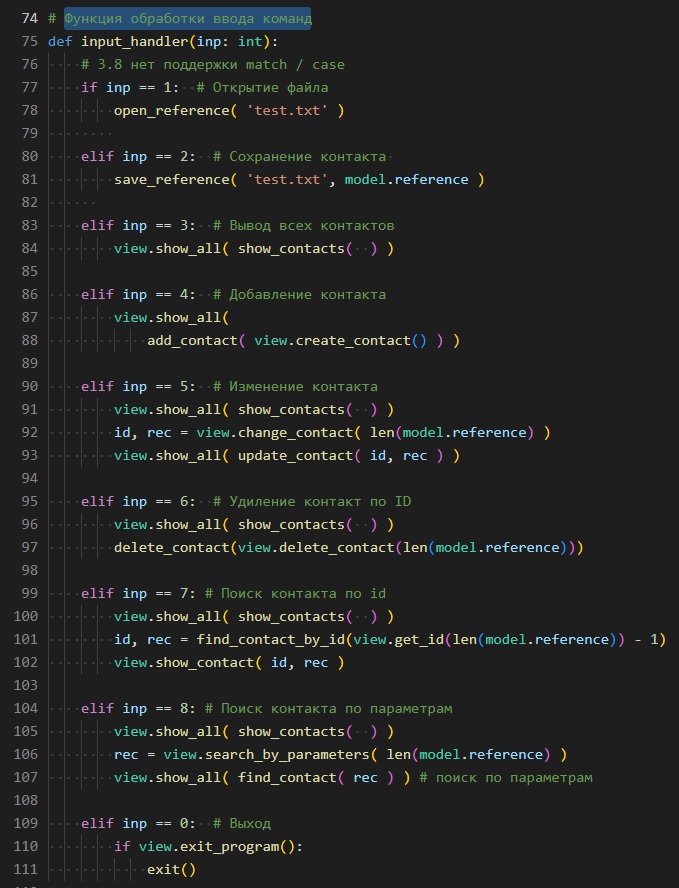 74 # Функция обработки ввода команд
75 def input_handler(inp: int):
76 # 3.8 нет поддержки match / case
77 if inp == 1: # Открытие файла
78 open_reference( 'test.txt' )
79
80 elif inp == 2: # Сохранение контакта
81 save_reference( 'test.txt', model.reference )
82
83 elif inp == 3: # Вывод всех контактов
84 view.show_all( show_contacts( ) )
85
86 elif inp == 4: # Добавление контакта
87 view.show_all(
88 add_contact( view.create_contact() ) )
89
90 elif inp == 5: # Изменение контакта
91 view.show_all( show_contacts( ) )
92 id, rec = view.change_contact( len(model.reference) )
93 view.show_all( update_contact( id, rec ) )
94
95 elif inp == 6: # Удиление контакт по ID
96 view.show_all( show_contacts( ) )
97 delete_contact(view.delete_contact(len(model.reference)))
98
99 elif inp == 7: # Поиск контакта по id
100 view.show_all( show_contacts( ) )
101 id, rec = find_contact_by_id(view.get_id(len(model.reference)) - 1)
102 view.show_contact( id, rec )
103
104 elif inp == 8: # Поиск контакта по параметрам
105 view.show_all( show_contacts( ) )
106 rec = view.search_by_parameters( len(model.reference) )
107 view.show_all( find_contact( rec ) ) # поиск по параметрам
108
109 elif inp == 0: # Выход
110 if view.exit_program():
111 exit()